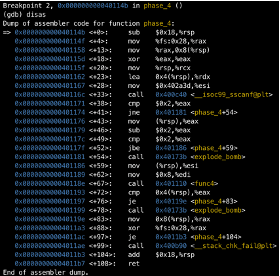 Breakpoint 2, 0x000000000040114b in phase_4 ()
(gdb) disas
Dump of assembler code for function phase_4:
=> 0x000000000040114b <+0>: sub $0x18,%rsp
0x000000000040114f <+4>: mov %fs:0x28,%rax
0x0000000000401158 <+13>: mov %rax,0x8(%rsp)
0x000000000040115d <+18>: xor %eax,%eax
0x000000000040115f <+20>: mov %rsp,%rcx
0x0000000000401162 <+23>: lea 0x4(%rsp),%rdx
0x0000000000401167 <+28>: mov $0x402a3d,%esi
0x000000000040116c <+33>: call 0x400c40 <__isoc99_sscanf@plt>
0x0000000000401171 <+38>: cmp $0x2,%eax
0x0000000000401174 <+41>: jne 0x401181 <phase_4+54>
0x0000000000401176 <+43>: mov (%rsp),%eax
0x0000000000401179 <+46>: sub $0x2,%eax
0x000000000040117c <+49>: cmp $0x2,%eax
0x000000000040117f <+52>: jbe 0x401186 <phase_4+59>
0x0000000000401181 <+54>: call 0x40173b <explode_bomb>
0x0000000000401186 <+59>: mov (%rsp),%esi
0x0000000000401189 <+62>: mov $0x8,%edi
0x000000000040118e <+67>: call 0x401110 <func4>
0x0000000000401193 <+72>: cmp 0x4(%rsp),%eax
0x0000000000401197 <+76>: je 0x40119e <phase_4+83>
0x0000000000401199 <+78>: call 0x40173b <explode_bomb>
0x000000000040119e <+83>: mov 0x8(%rsp),%rax
0x00000000004011a3 <+88>: xor %fs:0x28,%rax
0x00000000004011ac <+97>: je 0x4011b3 <phase_4+104>
0x00000000004011ae <+99>: call 0x400b90 <__stack_chk_fail@plt>
0x00000000004011b3 <+104>: add $0x18,%rsp
0x00000000004011b7 <+108>: ret
End of assembler dump.